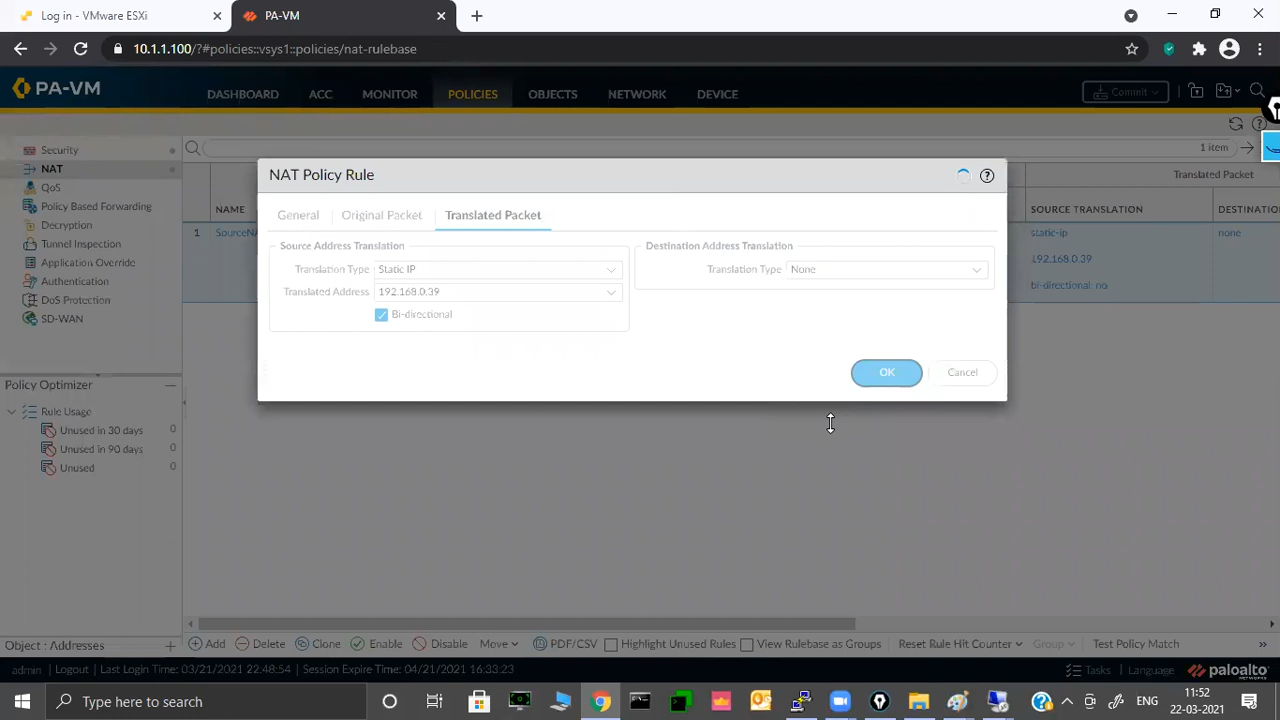 Log in - VMware ESXi
PA-VM
10.1.1.100/?#policies::vsys1::policies/nat-rulebase
PA-VM
DASHBOARD
ACC
MONITOR
POLICIES
OBJECTS
NETWORK
DEVICE
Commit
Security
NAT
QoS
Policy Based Forwarding
Decryption
Tunnel Inspection
Application Override
Authentication
DoS Protection
SD-WAN
1 item
Translated Packet
NAME
SOURCE TRANSLATION
DESTINATIO
1
SourceNA
static-ip
none
192.168.0.39
bi-directional: no
NAT Policy Rule
General
Original Packet
Translated Packet
Source Address Translation
Translation Type
Static IP
Translated Address
192.168.0.39
Bi-directional
Destination Address Translation
Translation Type
None
OK
Cancel
Policy Optimizer
Rule Usage
Unused in 30 days
0
Unused in 90 days
0
Unused
0
Object : Addresses
Add
Delete
Clone
Enable
Disable
Move
PDF/CSV
Highlight Unused Rules
View Rulebase as Groups
Reset Rule Hit Counter
Group
Test Policy Match
admin | Logout | Last Login Time: 03/21/2021 22:48:54 | Session Expire Time: 04/21/2021 16:33:23
Tasks | Language
paloalto
NETWORKS
Type here to search
ENG
11:52
22-03-2021